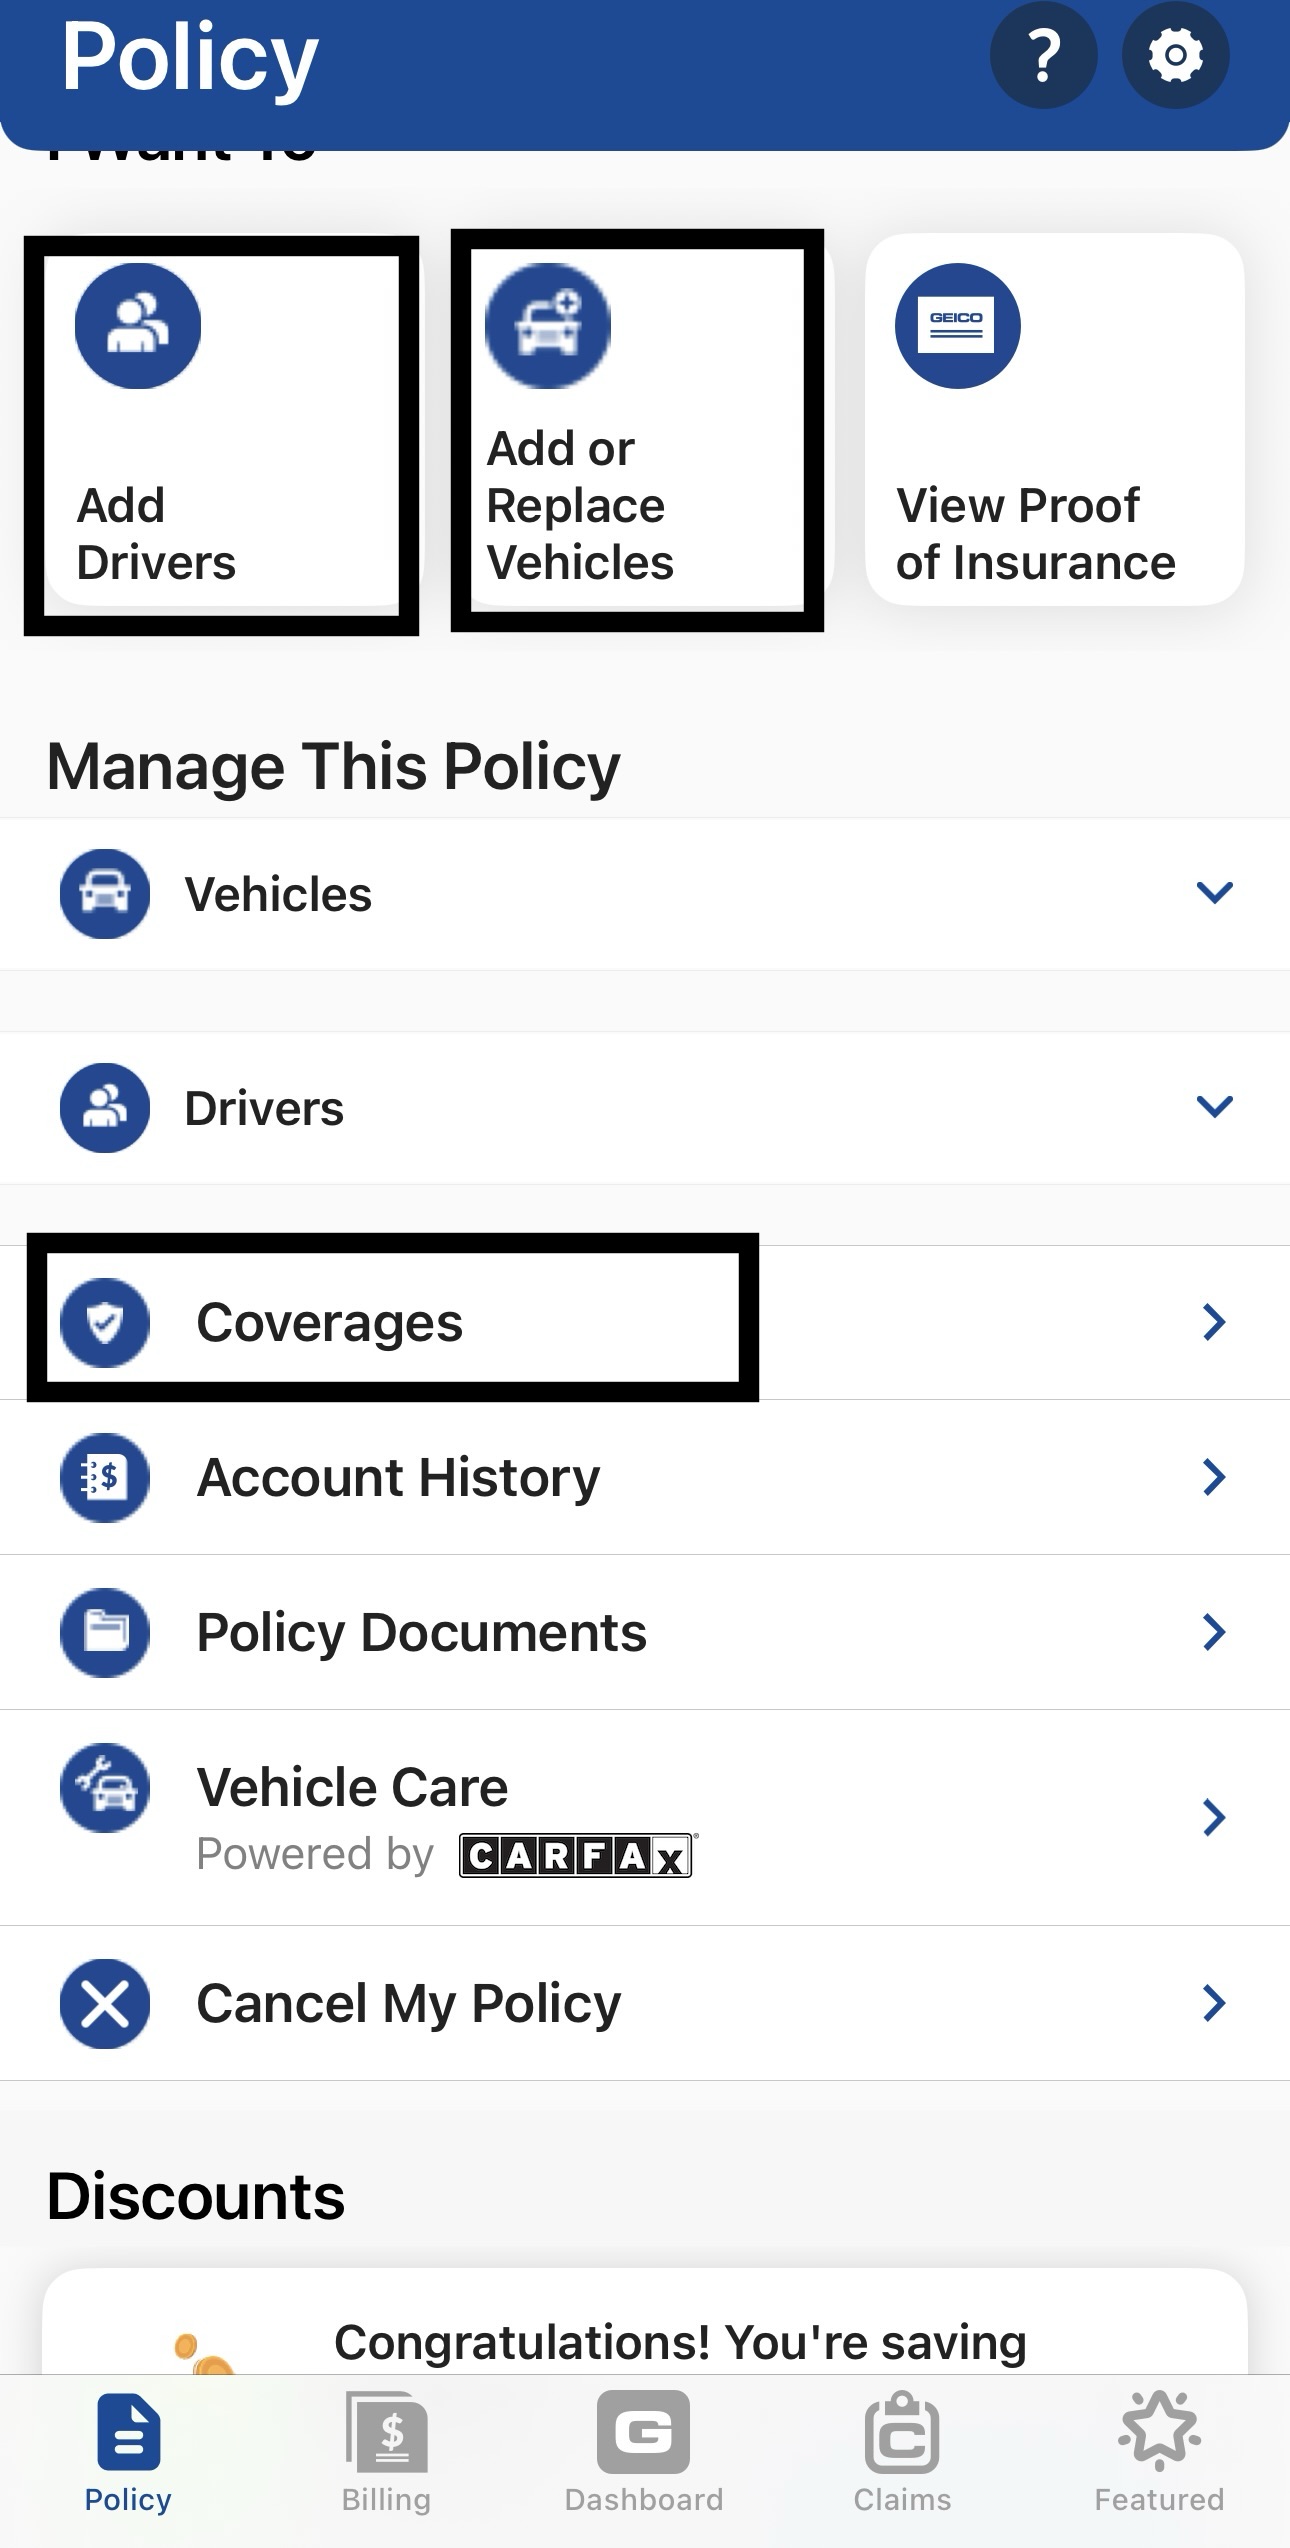 Policy
?
I Want To
GEICO
Add
Drivers
Add or
Replace
Vehicles
View Proof
of Insurance
Manage This Policy
Vehicles
Drivers
Coverages
$
Account History
Policy Documents
Vehicle Care
Powered by CARFAX®
Cancel My Policy
Discounts
Congratulations! You're saving
$
G
C
Policy
Billing
Dashboard
Claims
Featured